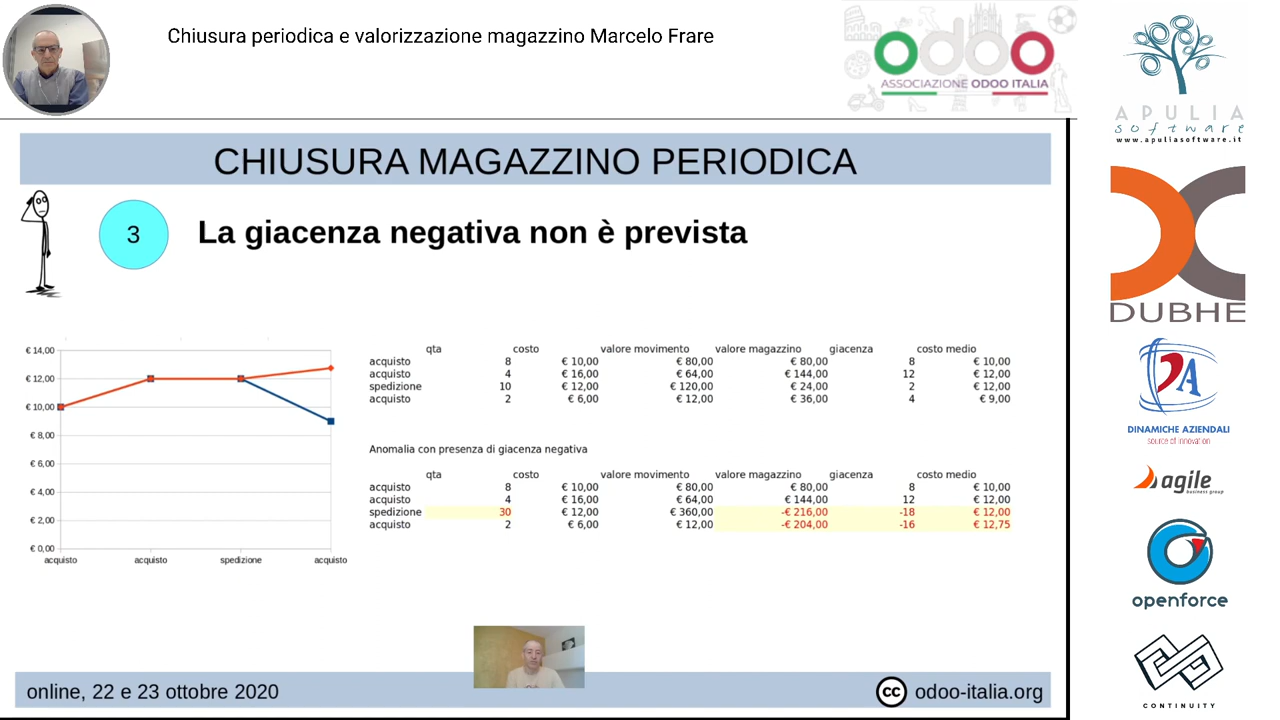 Chiusura periodica e valorizzazione magazzino Marcelo Frare
odoo
ASSOCIAZIONE ODOO ITALIA
APULIA
software
www.apuliasoftware.it
CHIUSURA MAGAZZINO PERIODICA
3
La giacenza negativa non è prevista
DUBHE
€ 14,00
€ 12,00
€ 10,00
€ 8,00
€ 6,00
€ 4,00
€ 2,00
€ 0,00
acquisto acquisto spedizione acquisto
qta costo valore movimento valore magazzino giacenza costo medio
acquisto 8 € 10,00 € 80,00 € 80,00 8 € 10,00
acquisto 4 € 16,00 € 64,00 € 144,00 12 € 12,00
spedizione 10 € 12,00 € 120,00 € 24,00 2 € 12,00
acquisto 2 € 6,00 € 12,00 € 36,00 4 € 9,00
Anomalia con presenza di giacenza negativa
qta costo valore movimento valore magazzino giacenza costo medio
acquisto 8 € 10,00 € 80,00 € 80,00 8 € 10,00
acquisto 4 € 16,00 € 64,00 € 144,00 12 € 12,00
spedizione 30 € 12,00 € 360,00 -€ 216,00 -18 € 12,00
acquisto 2 € 6,00 € 12,00 -€ 204,00 -16 € 12,75
DA
DINAMICHE AZIENDALI
source of innovation
agile
business group
openforce
CONTINUITY
online, 22 e 23 ottobre 2020
cc odoo-italia.org